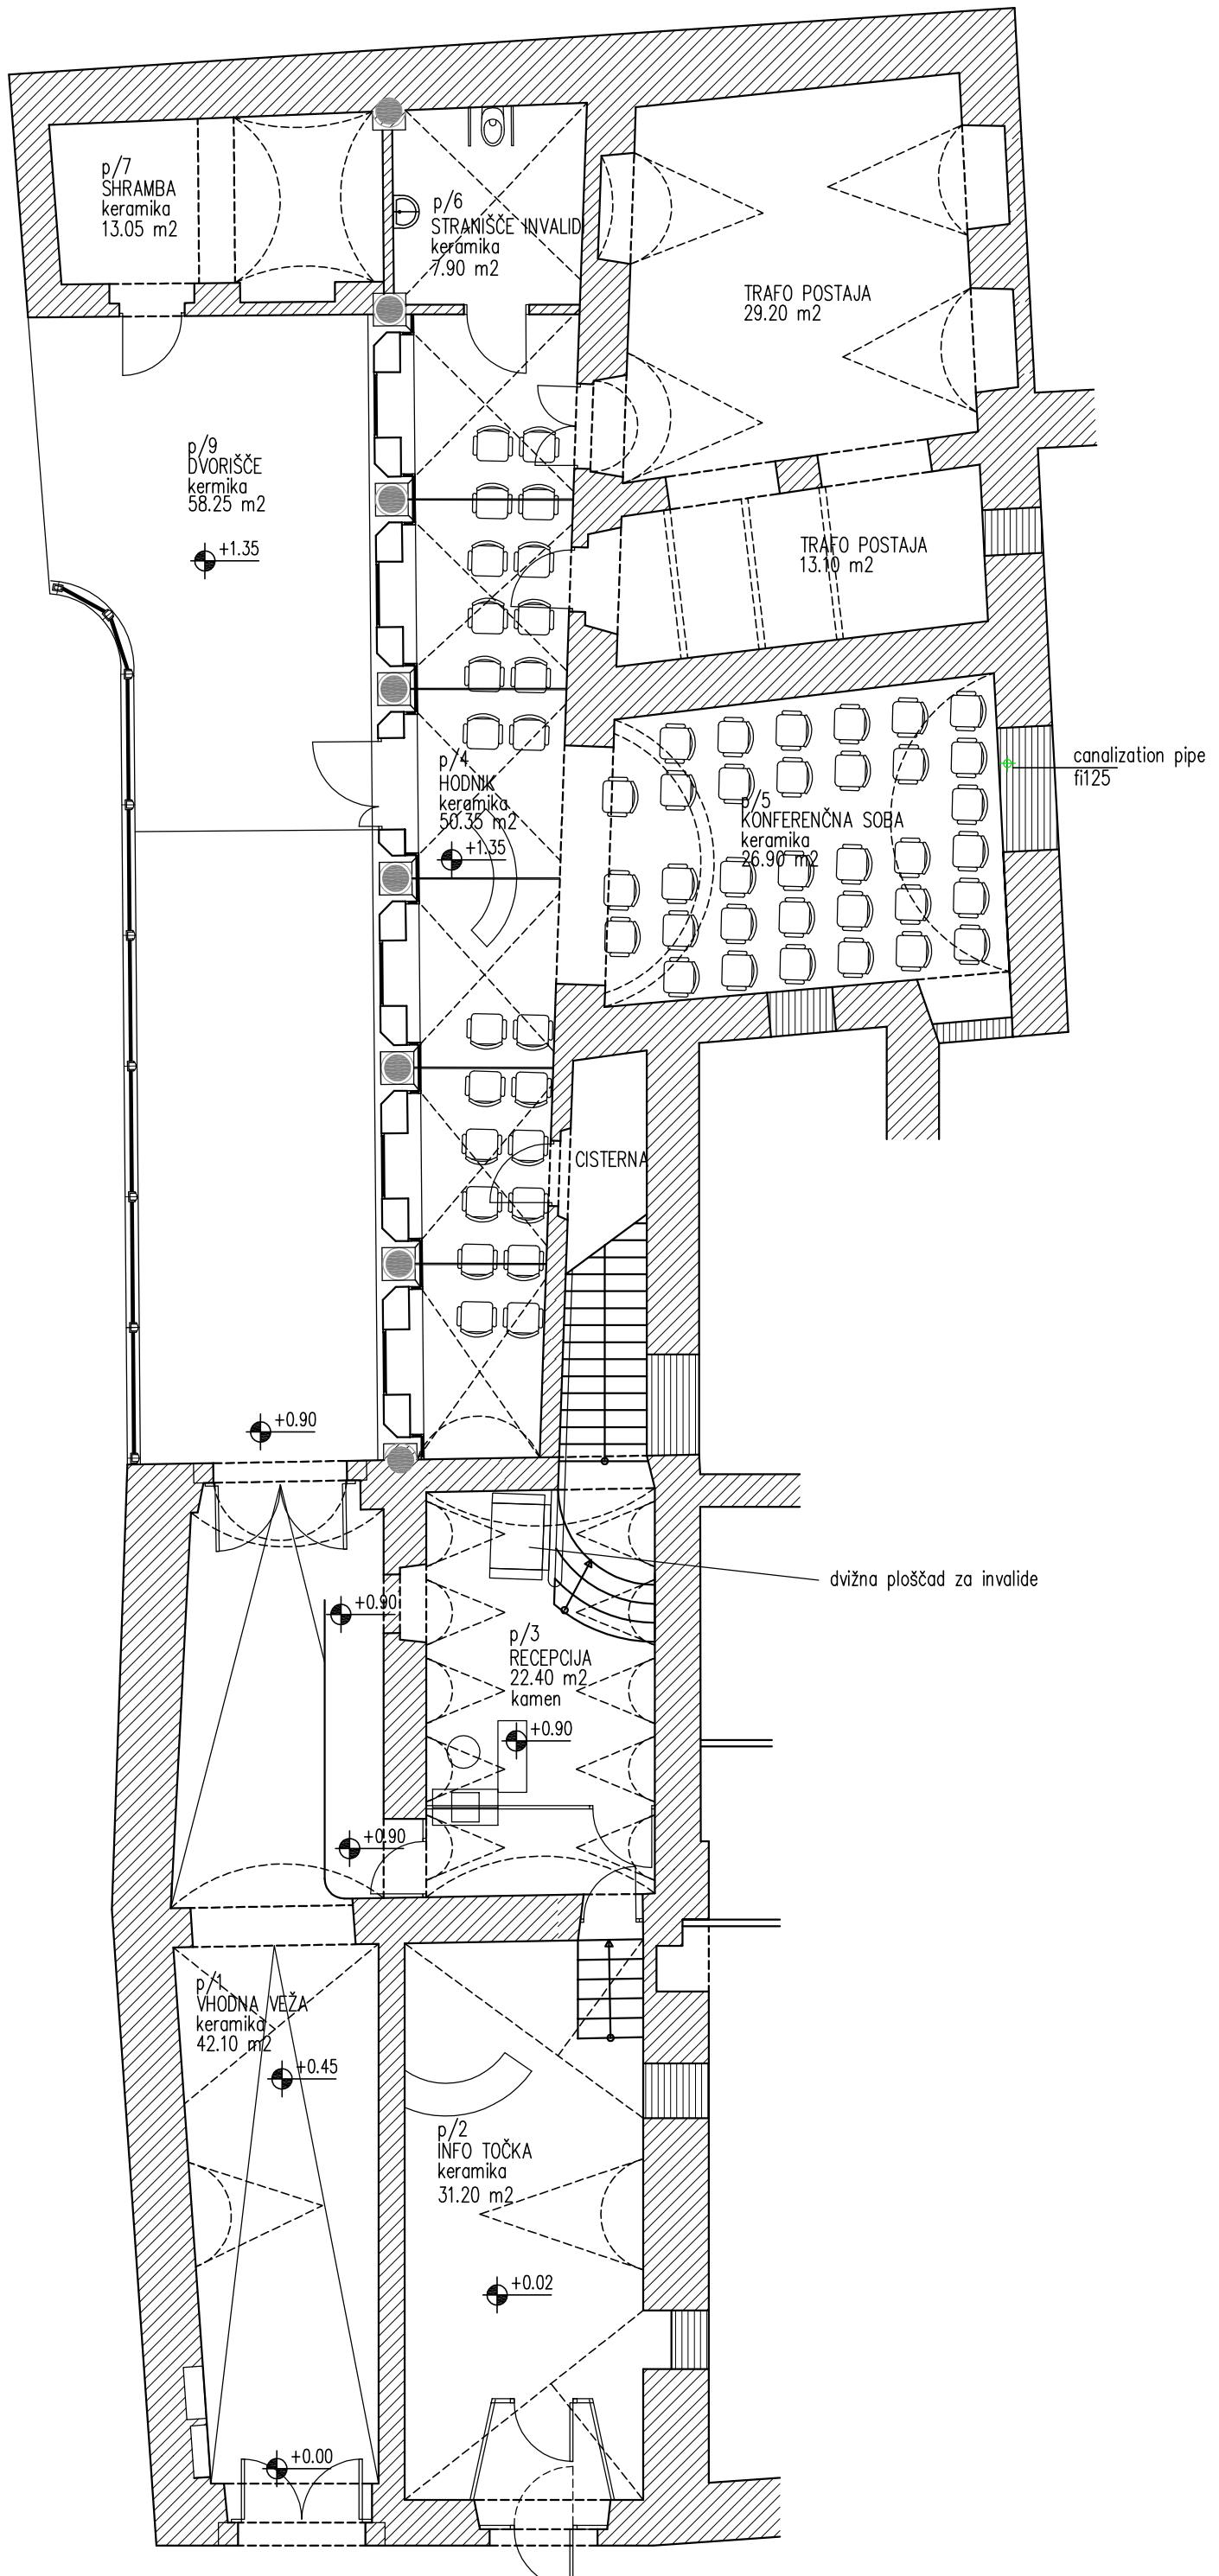 p/7
SHRAMBA
keramika
13.05 m2
p/6
STRANIŠČE INVALID
keramika
7.90 m2
TRAFO POSTAJA
29.20 m2
p/9
DVORIŠČE
kermika
58.25 m2
+1.35
TRAFO POSTAJA
13.10 m2
canalization pipe
fi125
p/4
HODNIK
keramika
50.35 m2
+1.35
p/5
KONFERENČNA SOBA
keramika
26.90 m2
CISTERNA
+0.90
dvižna ploščad za invalide
+0.90
p/3
RECEPCIJA
22.40 m2
kamen
+0.90
+0.90
p/1
VHODNA VEŽA
keramika
42.10 m2
+0.45
p/2
INFO TOČKA
keramika
31.20 m2
+0.02
+0.00